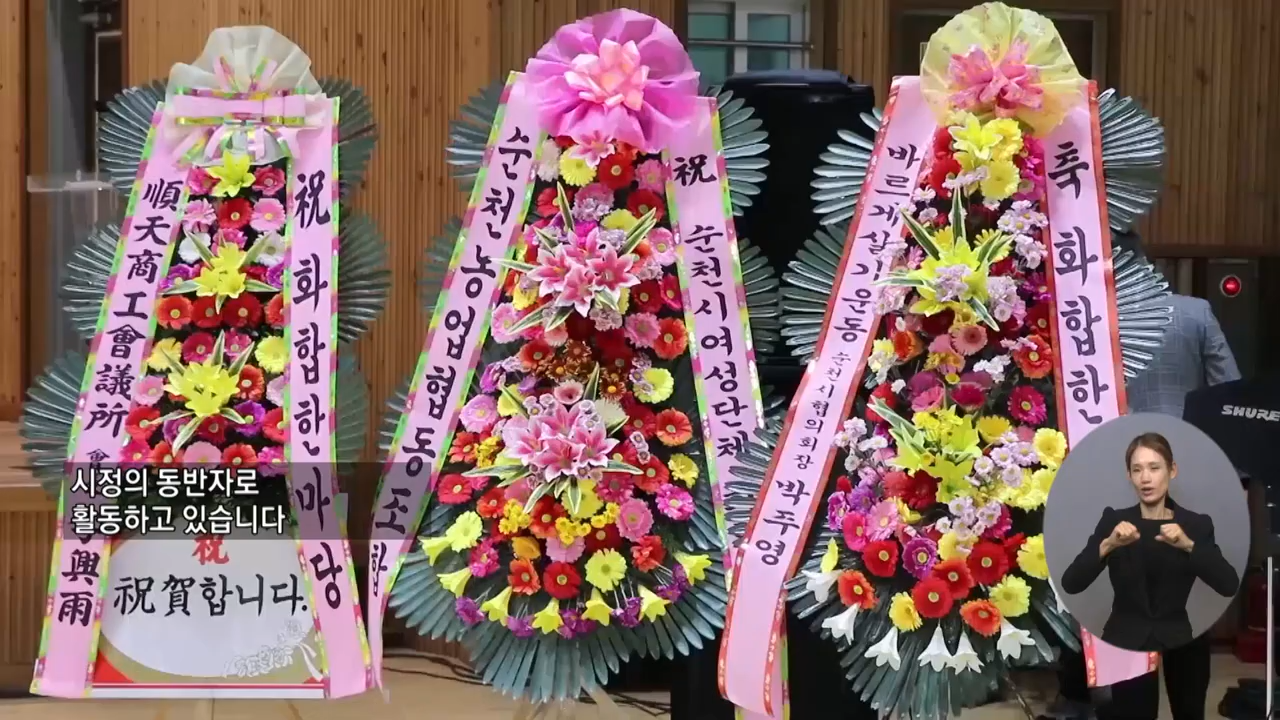 順天商工會議所
興雨
祝 화합한마당
祝
祝賀합니다.
순천농업협동조합
祝 순천시여성단체
바르게살기운동 순천시협의회장 박주영
축 화합한
시정의 동반자로
활동하고 있습니다
SHURE